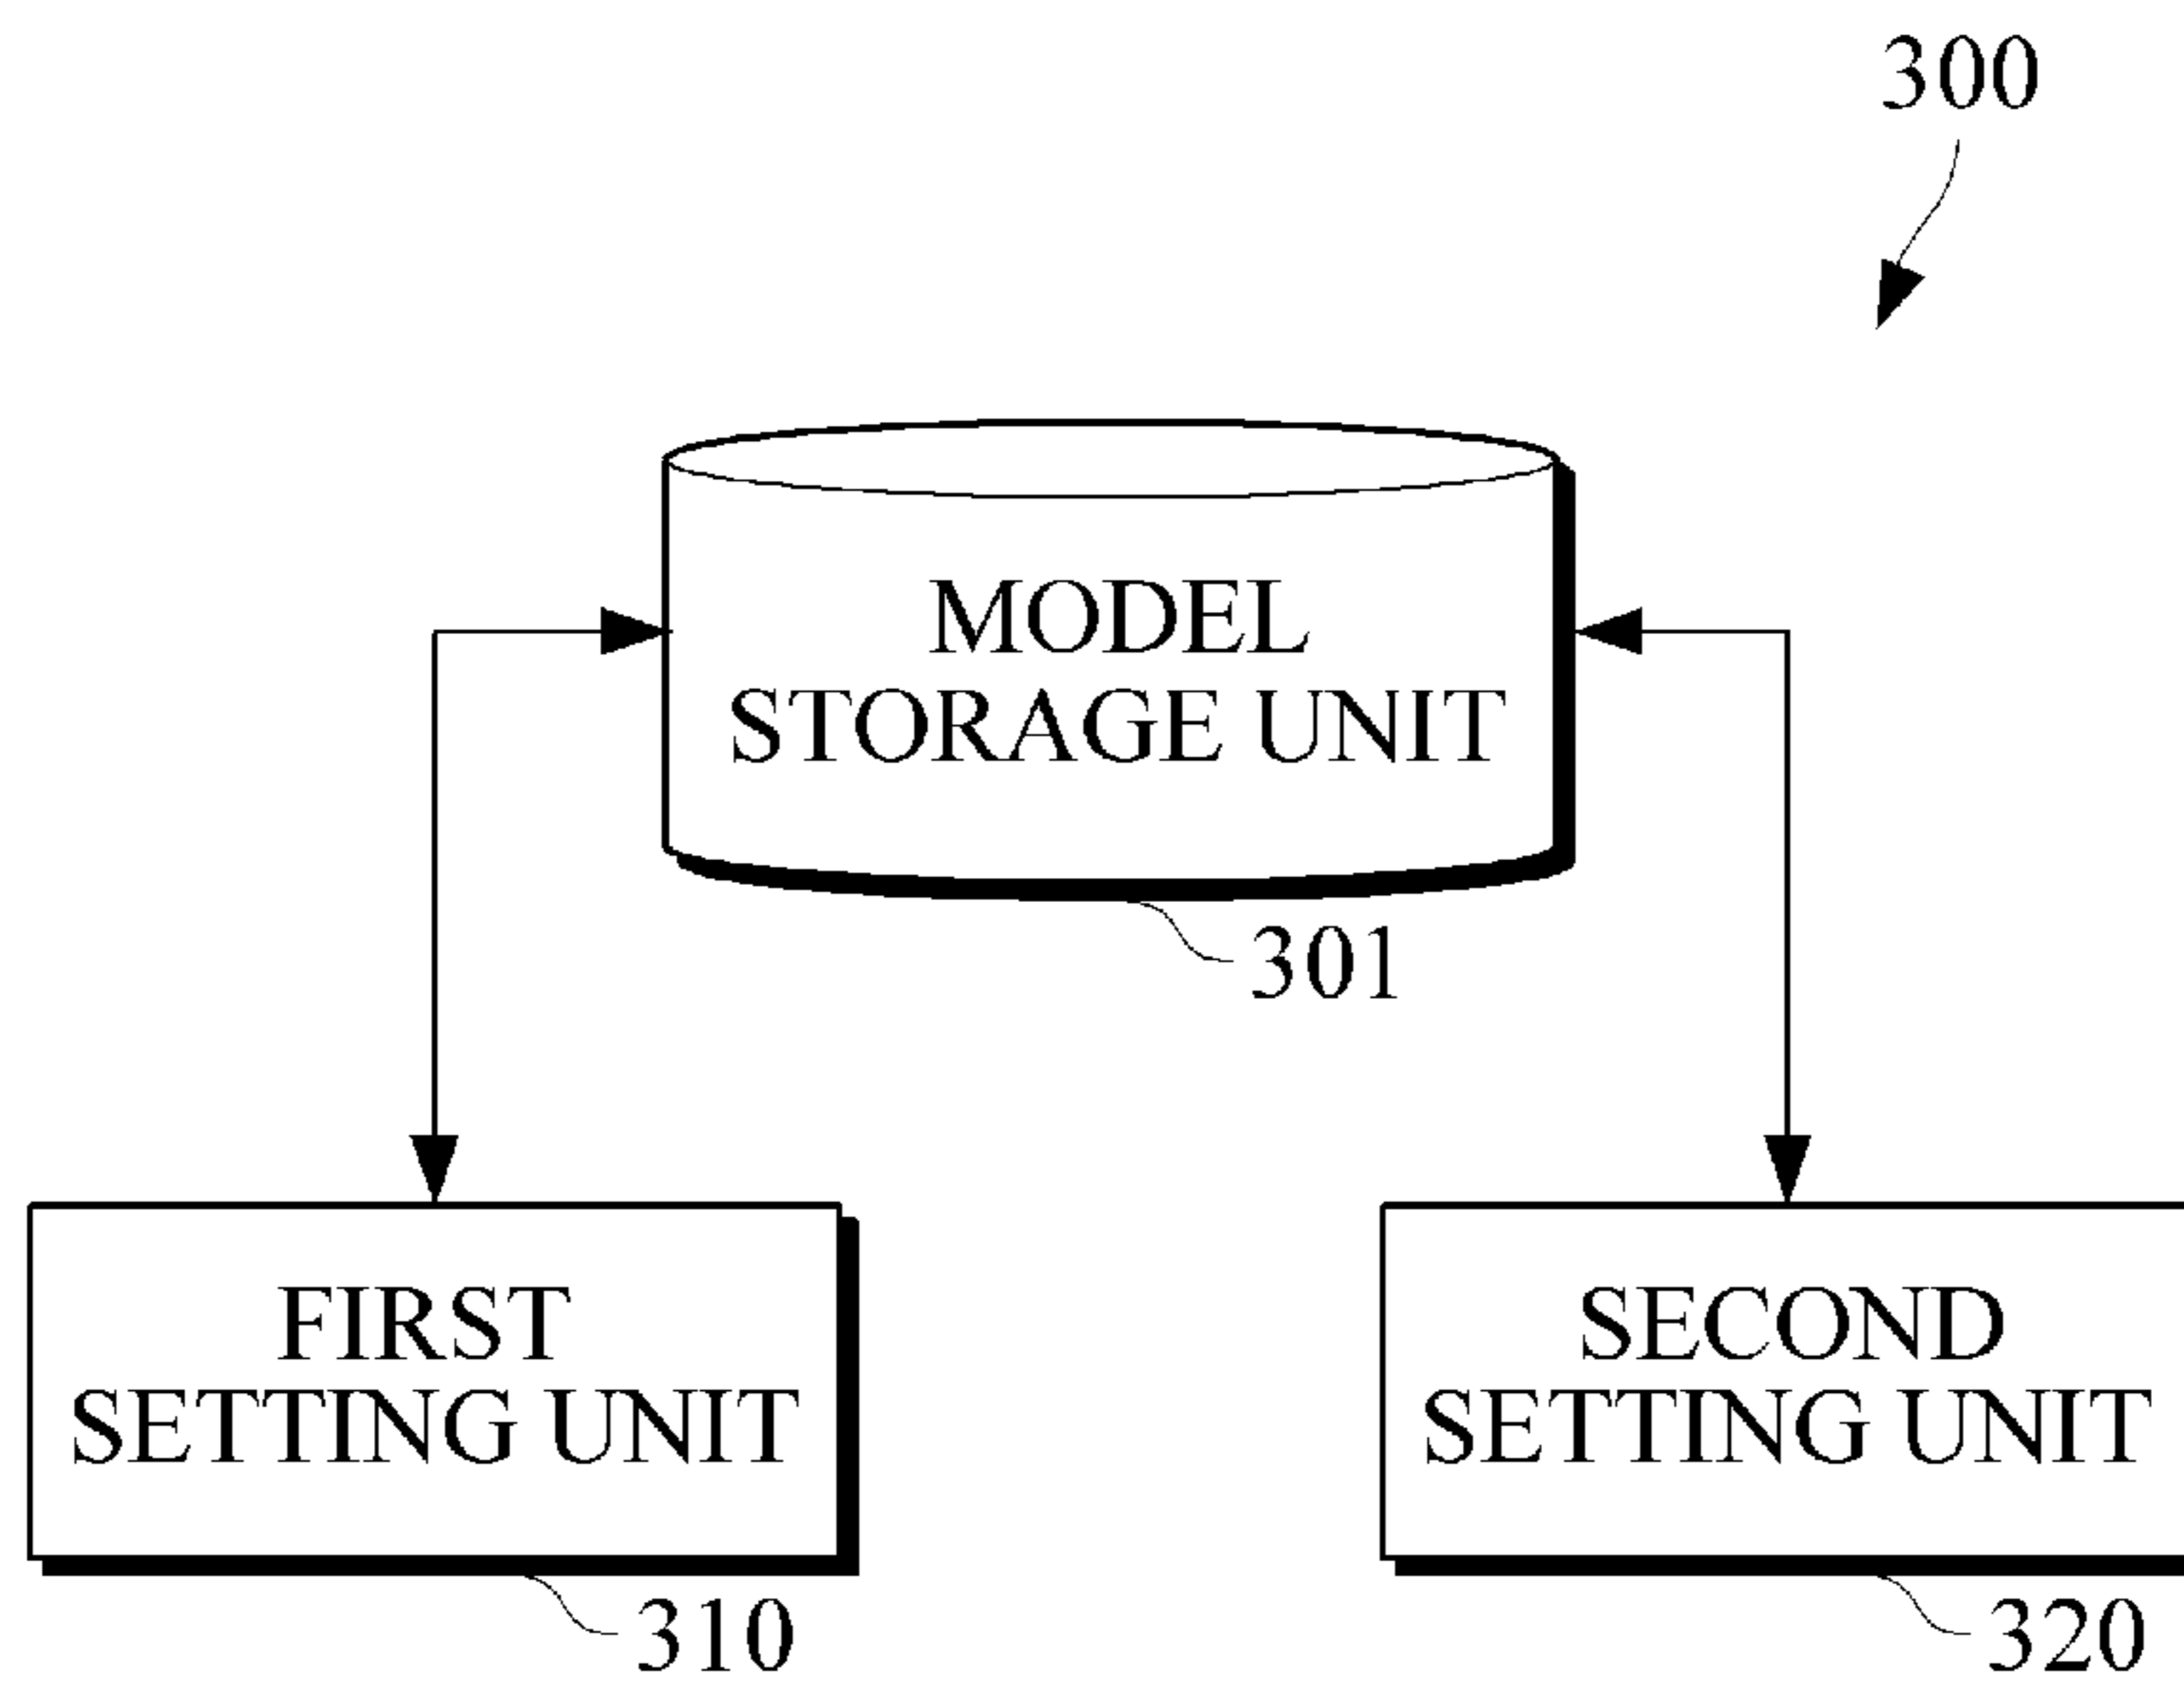 300
MODEL
STORAGE UNIT
301
FIRST
SETTING UNIT
310
SECOND
SETTING UNIT
320